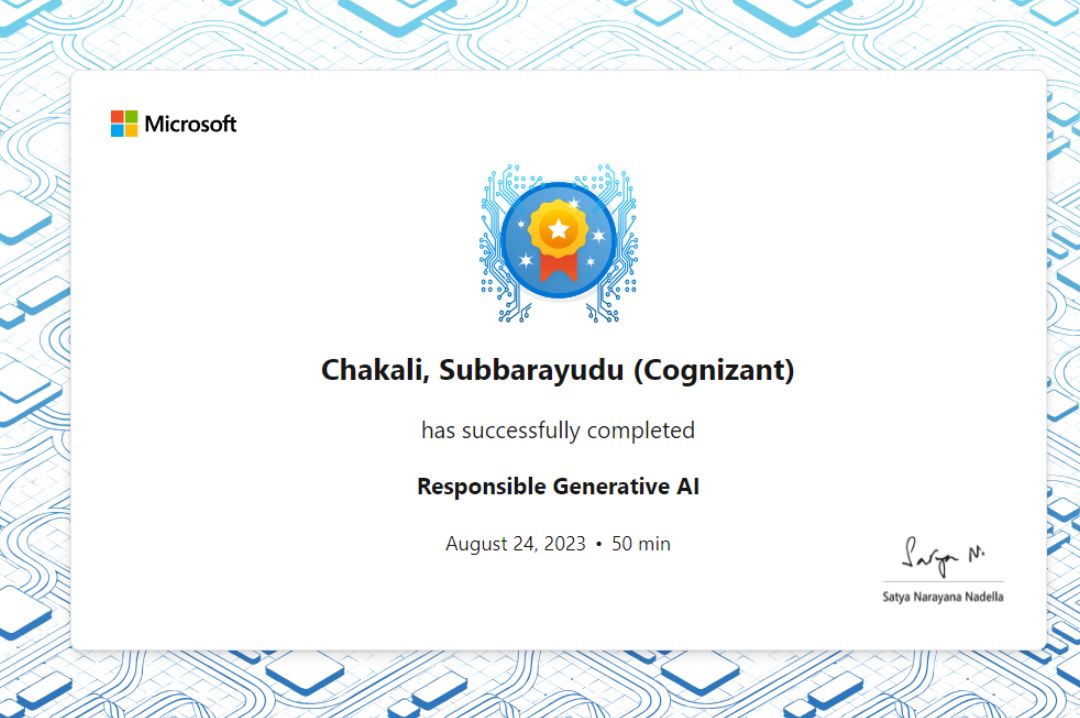 Microsoft
Chakali, Subbarayudu (Cognizant)
has successfully completed
Responsible Generative AI
August 24, 2023 • 50 min
Satya N.
Satya Narayana Nadella